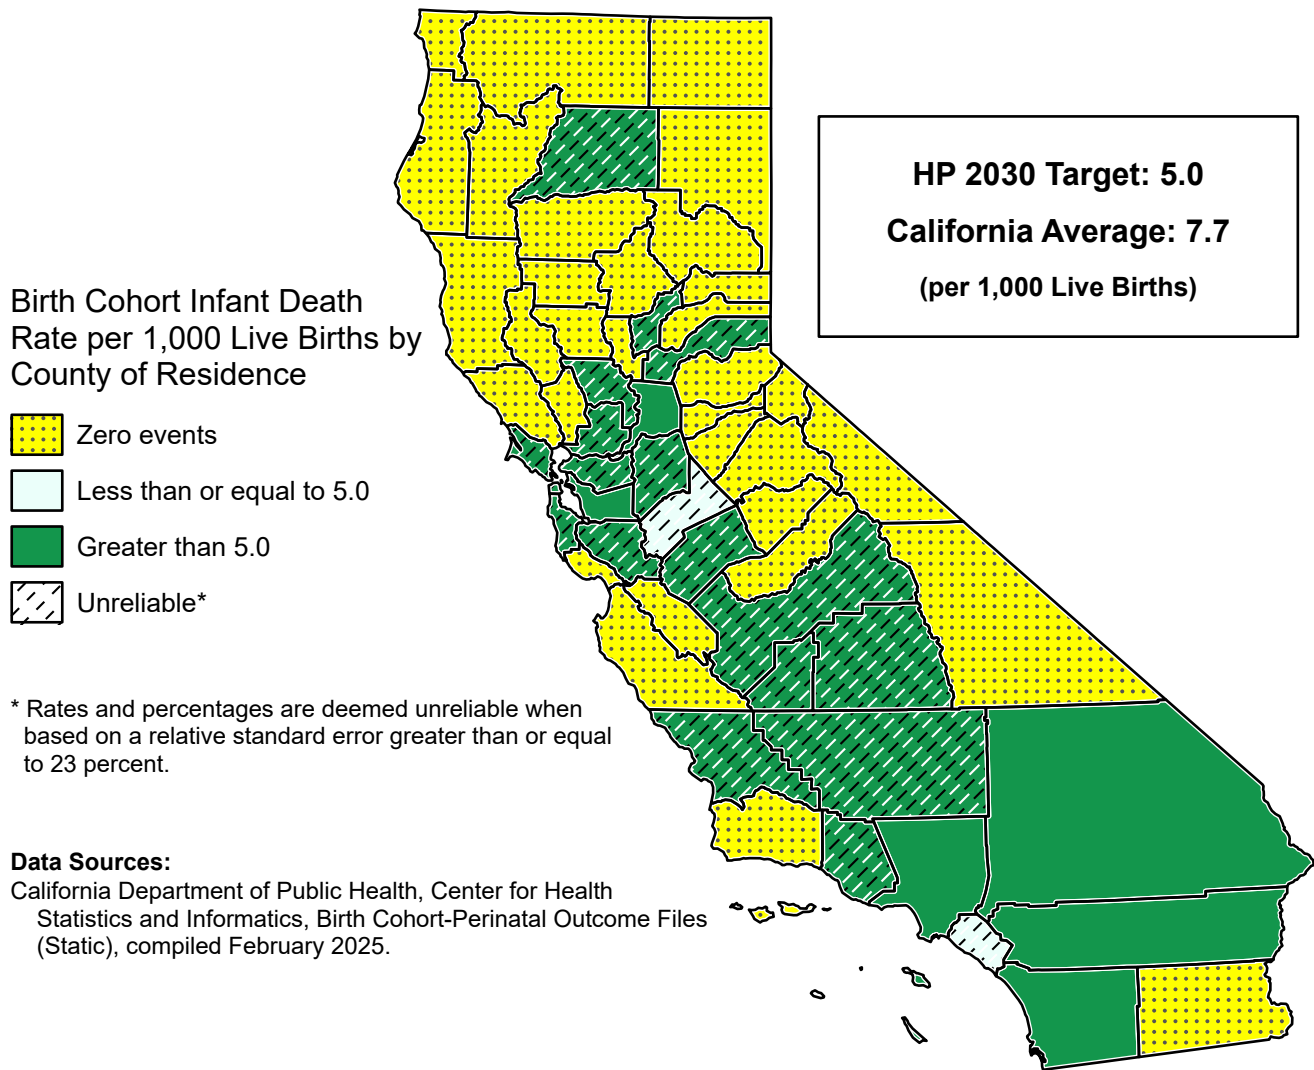 HP 2030 Target: 5.0
California Average: 7.7
(per 1,000 Live Births)
Birth Cohort Infant Death
Rate per 1,000 Live Births by
County of Residence
Zero events
Less than or equal to 5.0
Greater than 5.0
Unreliable*
* Rates and percentages are deemed unreliable when
based on a relative standard error greater than or equal
to 23 percent.
Data Sources:
California Department of Public Health, Center for Health
Statistics and Informatics, Birth Cohort-Perinatal Outcome Files
(Static), compiled February 2025.